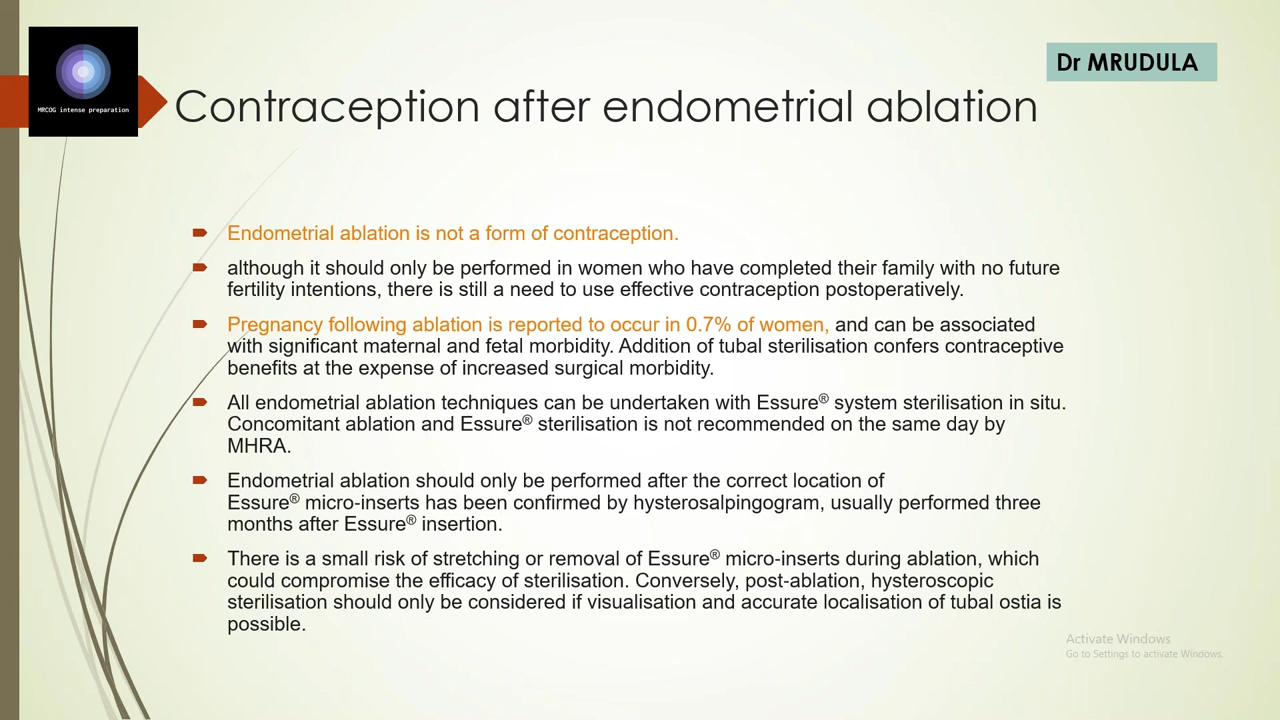 MRCOG intense preparation
Dr MRUDULA
Contraception after endometrial ablation
Endometrial ablation is not a form of contraception.
although it should only be performed in women who have completed their family with no future
fertility intentions, there is still a need to use effective contraception postoperatively.
Pregnancy following ablation is reported to occur in 0.7% of women, and can be associated
with significant maternal and fetal morbidity. Addition of tubal sterilisation confers contraceptive
benefits at the expense of increased surgical morbidity.
All endometrial ablation techniques can be undertaken with Essure® system sterilisation in situ.
Concomitant ablation and Essure® sterilisation is not recommended on the same day by
MHRA.
Endometrial ablation should only be performed after the correct location of
Essure® micro-inserts has been confirmed by hysterosalpingogram, usually performed three
months after Essure® insertion.
There is a small risk of stretching or removal of Essure® micro-inserts during ablation, which
could compromise the efficacy of sterilisation. Conversely, post-ablation, hysteroscopic
sterilisation should only be considered if visualisation and accurate localisation of tubal ostia is
possible.
Activate Windows
Go to Settings to activate Windows.